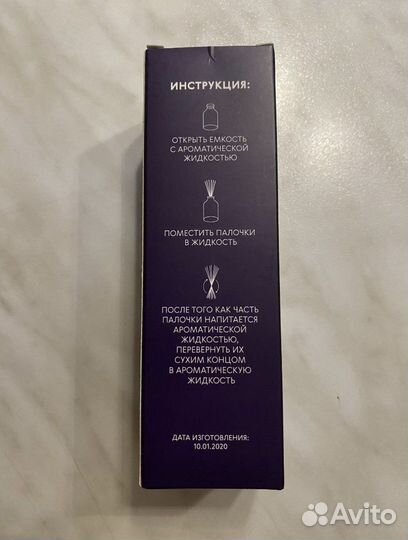 ИНСТРУКЦИЯ:
ОТКРЫТЬ ЕМКОСТЬ
С АРОМАТИЧЕСКОЙ
ЖИДКОСТЬЮ
ПОМЕСТИТЬ ПАЛОЧКИ
В ЖИДКОСТЬ
ПОСЛЕ ТОГО КАК ЧАСТЬ
ПАЛОЧКИ НАПИТАЕТСЯ
АРОМАТИЧЕСКОЙ
ЖИДКОСТЬЮ,
ПЕРЕВЕРНУТЬ ИХ
СУХИМ КОНЦОМ
В АРОМАТИЧЕСКУЮ
ЖИДКОСТЬ
ДАТА ИЗГОТОВЛЕНИЯ:
10.01.2020
Avito